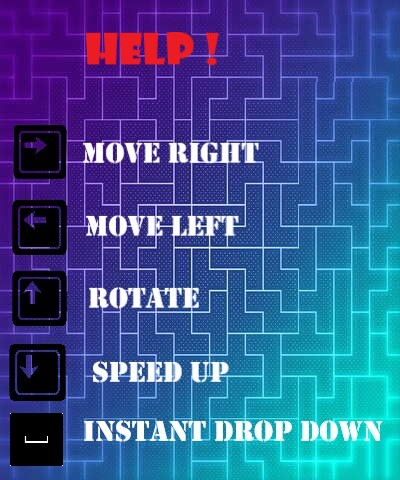 HELP !
MOVE RIGHT
MOVE LEFT
ROTATE
SPEED UP
INSTANT DROP DOWN